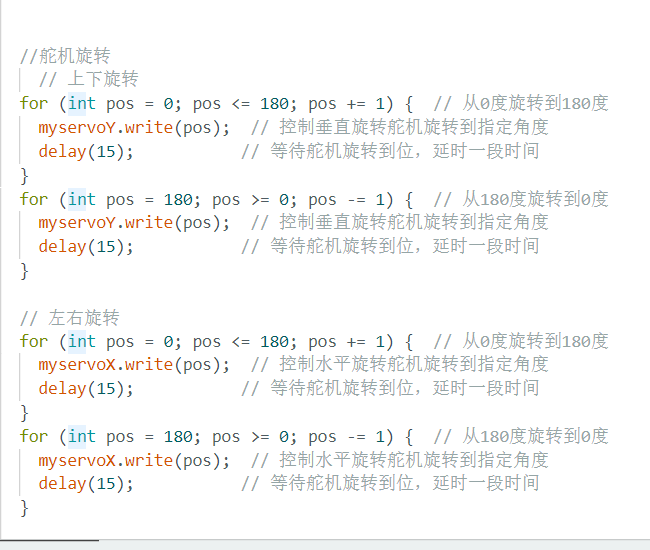 //舵机旋转
// 上下旋转
for (int pos = 0; pos <= 180; pos += 1) {  // 从0度旋转到180度
  myservoY.write(pos);  // 控制垂直旋转舵机旋转到指定角度
  delay(15);           // 等待舵机旋转到位，延时一段时间
}
for (int pos = 180; pos >= 0; pos -= 1) {  // 从180度旋转到0度
  myservoY.write(pos);  // 控制垂直旋转舵机旋转到指定角度
  delay(15);           // 等待舵机旋转到位，延时一段时间
}
// 左右旋转
for (int pos = 0; pos <= 180; pos += 1) {  // 从0度旋转到180度
  myservoX.write(pos);  // 控制水平旋转舵机旋转到指定角度
  delay(15);           // 等待舵机旋转到位，延时一段时间
}
for (int pos = 180; pos >= 0; pos -= 1) {  // 从180度旋转到0度
  myservoX.write(pos);  // 控制水平旋转舵机旋转到指定角度
  delay(15);           // 等待舵机旋转到位，延时一段时间
}